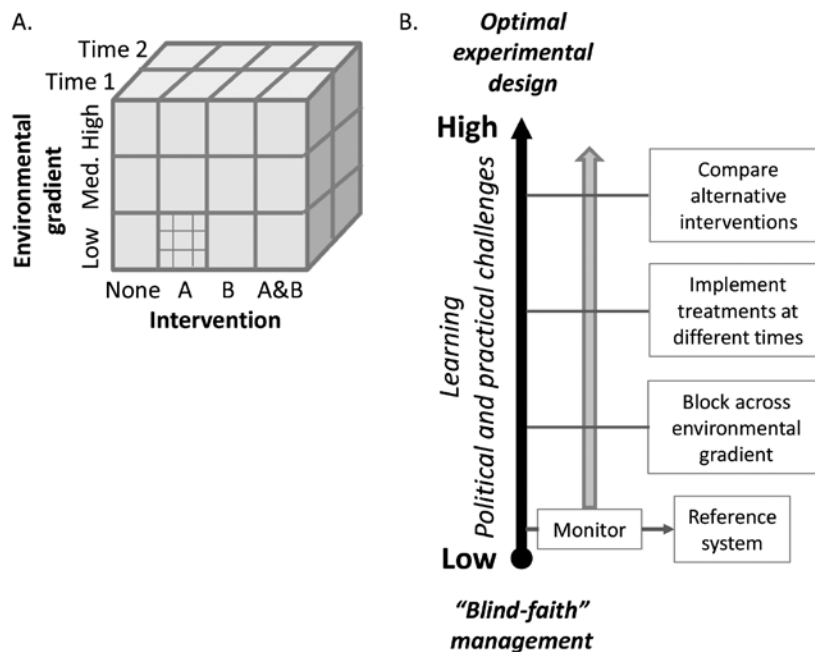 A.
Time 2
Time 1
Environmental
gradient
High
Med.
Low
None A B A&B
Intervention
B.
Optimal
experimental
design
High
Learning
Political and practical challenges
Compare
alternative
interventions
Implement
treatments at
different times
Block across
environmental
gradient
Monitor
Reference
system
Low
“Blind-faith”
management